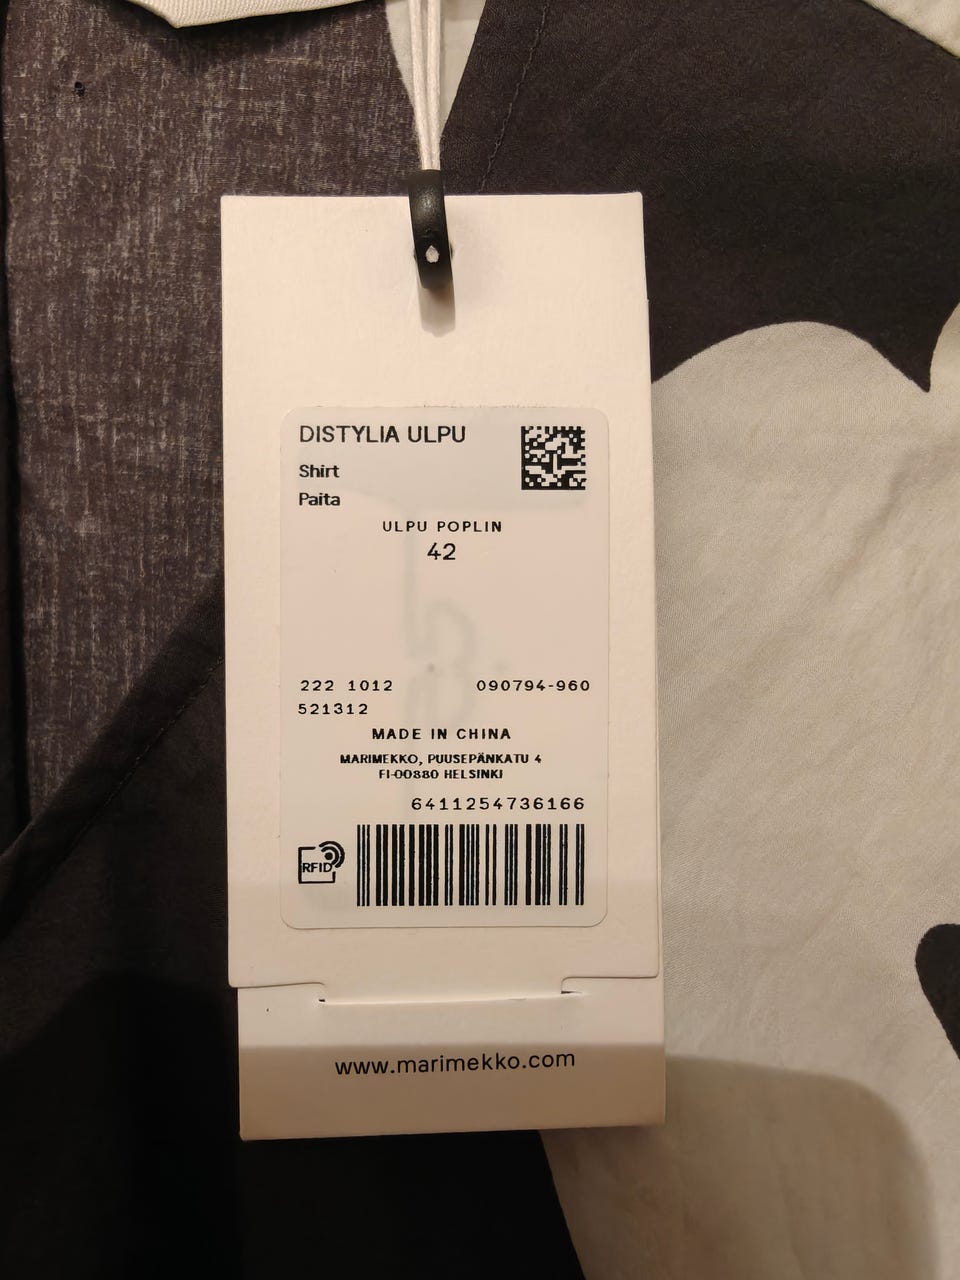 DISTYLIA ULPU
Shirt
Paita
ULPU POPLIN
42
222 1012 090794-960
521312
MADE IN CHINA
MARIMEKKO, PUUSEPÄNKATU 4
FI-00880 HELSINKI
6411254736166
RFID
www.marimekko.com